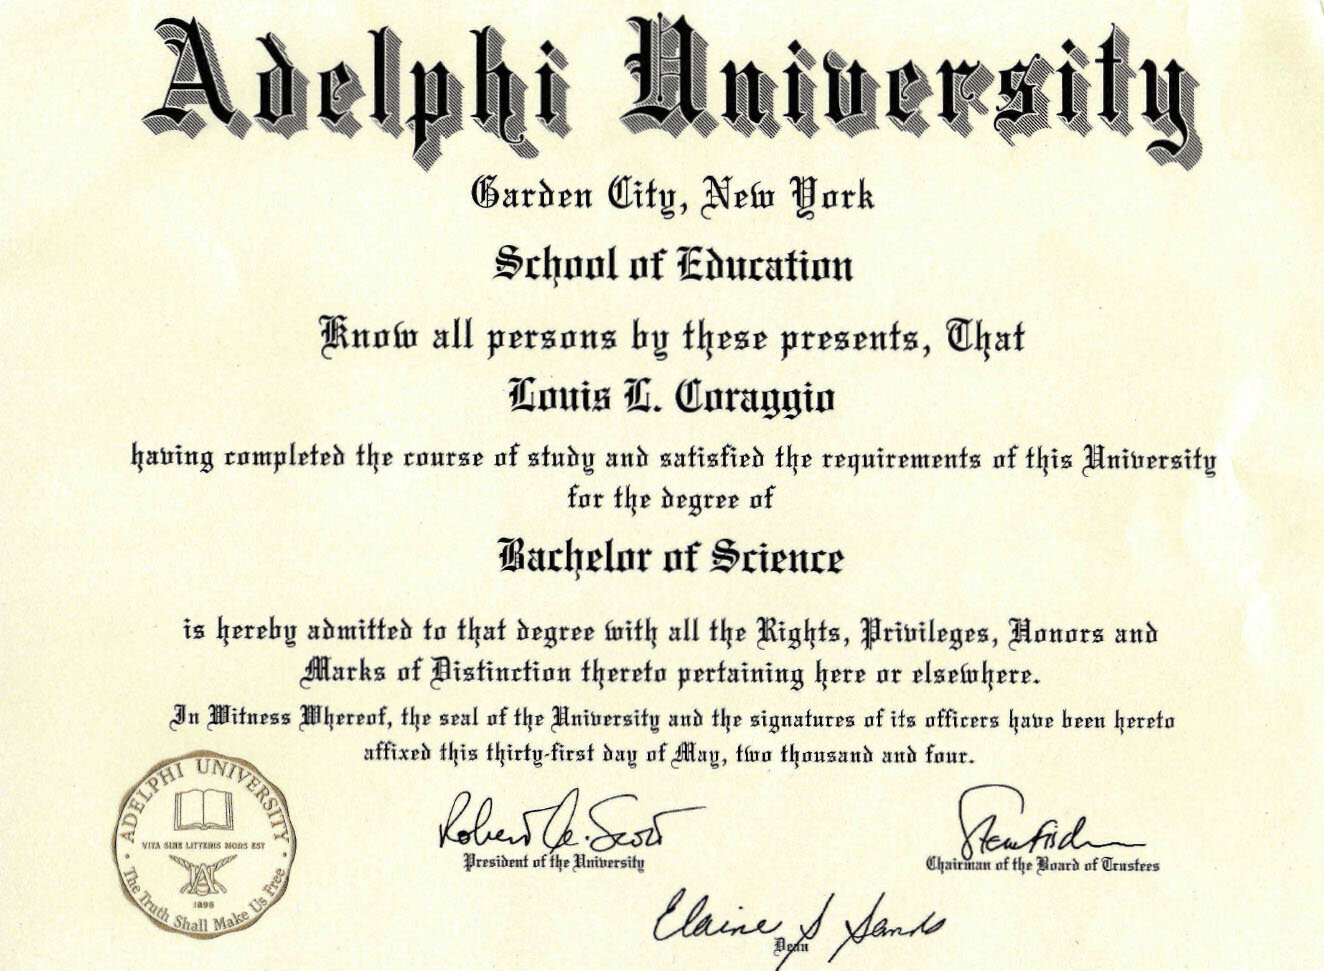 Adelphi University
Garden City, New York
School of Education
Know all persons by these presents, That
Louis L. Coraggio
having completed the course of study and satisfied the requirements of this University
for the degree of
Bachelor of Science
is hereby admitted to that degree with all the Rights, Privileges, Honors and
Marks of Distinction thereto pertaining here or elsewhere.
In Witness Whereof, the seal of the University and the signatures of its officers have been hereto
affixed this thirty-first day of May, two thousand and four.
ADELPHI UNIVERSITY
VITA SINE LITTERIS MORS EST
1896
The Truth Shall Make Us Free
Robert A. Scott
President of the University
Steve Fisch
Chairman of the Board of Trustees
Elaine S Sands
Dean